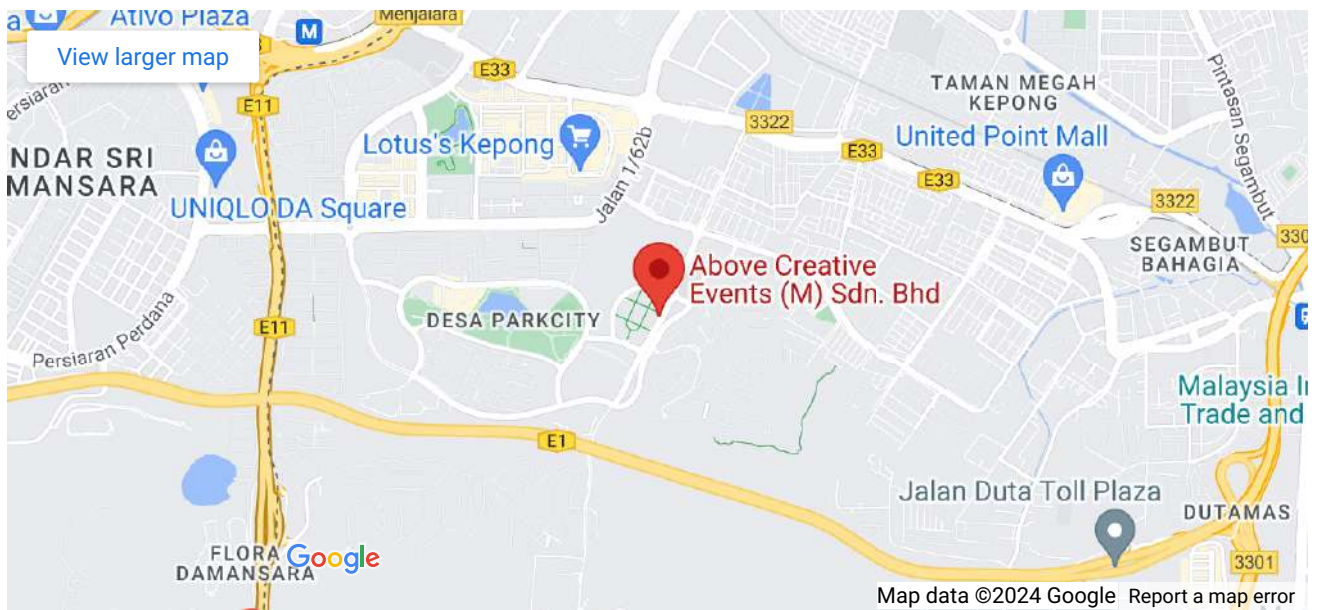 Ativo Plaza
Menjalara
M
View larger map
E33
E11
TAMAN MEGAH
KEPONG
Pintasan Segambut
3322
United Point Mall
Lotus's Kepong
Jalan 1/62b
E33
E33
NDAR SRI
MANSARA
UNIQLO DA Square
3322
SEGAMBUT
BAHAGIA
330
Above Creative
Events (M) Sdn. Bhd
DESA PARKCITY
E11
Persiaran Perdana
Malaysia I
Trade and
E1
Jalan Duta Toll Plaza
DUTAMAS
FLORA
DAMANSARA
Google
3301
Map data ©2024 Google
Report a map error